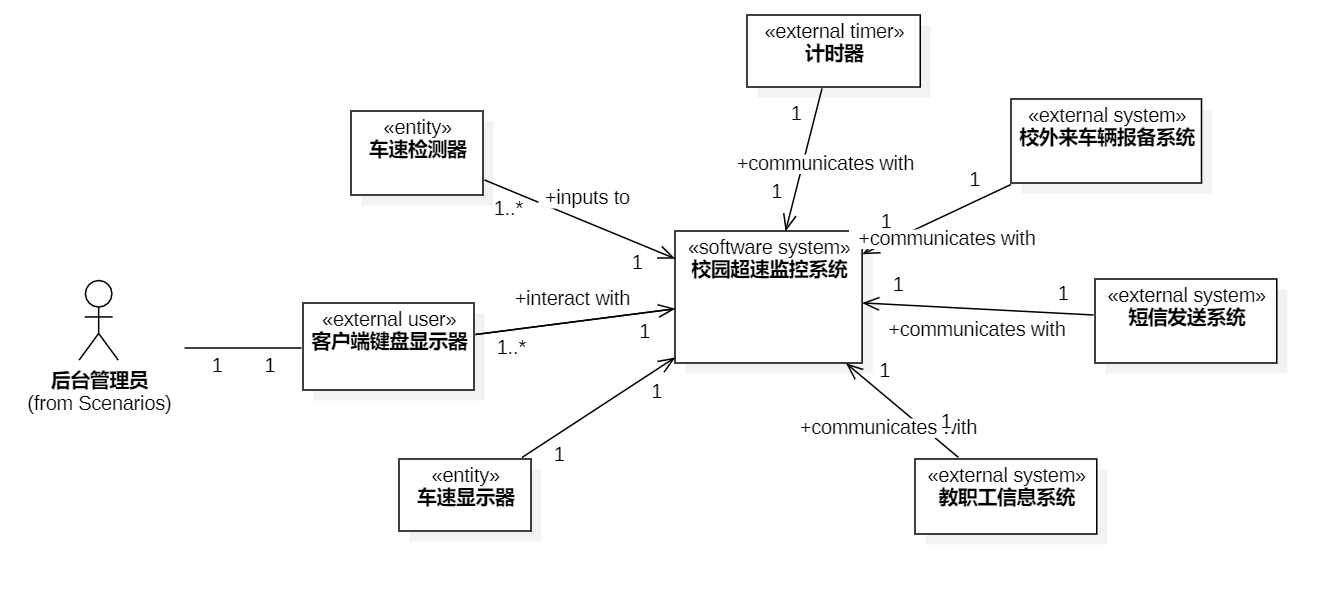 «external timer»
计时器
1
+communicates with
1
«external system»
校外来车辆报备系统
1
1
+communicates with
«entity»
车速检测器
1..*
+inputs to
1
«software system»
校园超速监控系统
«external system»
短信发送系统
1
1
+communicates with
后台管理员
(from Scenarios)
1
1
«external user»
客户端键盘显示器
+interact with
1..*
1
«entity»
车速显示器
1
1
1
+communicates with
1
«external system»
教职工信息系统